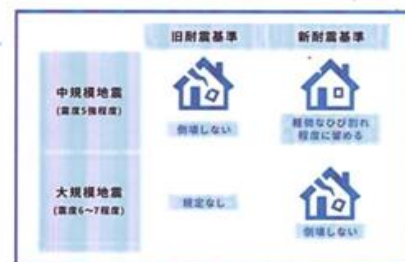 旧耐震基準 新耐震基準
中規模地震
(震度5強程度)
倒壊しない
軽微なひび割れ
程度に留める
大規模地震
(震度6〜7程度)
規定なし
倒壊しない